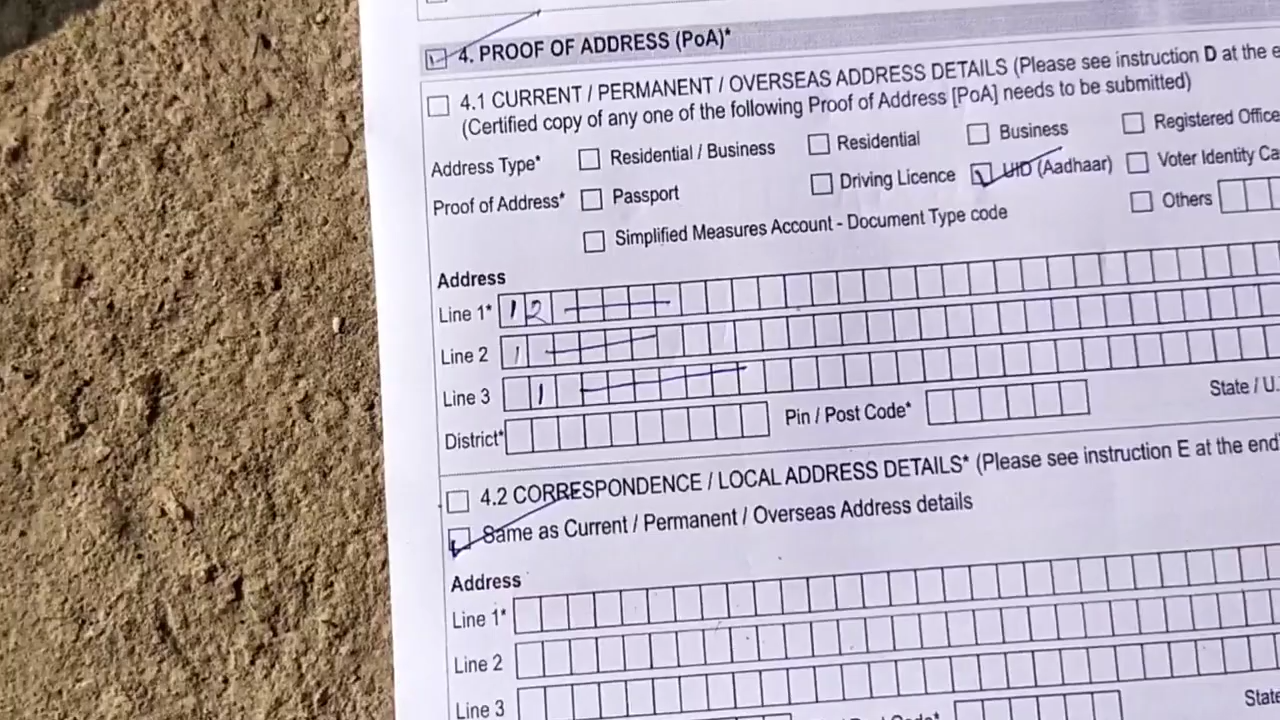 4. PROOF OF ADDRESS (PoA)*
4.1 CURRENT / PERMANENT / OVERSEAS ADDRESS DETAILS (Please see instruction D at the e
(Certified copy of any one of the following Proof of Address [PoA] needs to be submitted)
Address Type* Residential / Business Residential Business Registered Office
Proof of Address* Passport Driving Licence UID (Aadhaar) Voter Identity Ca
Simplified Measures Account - Document Type code Others
Address
Line 1* 12
Line 2 1
Line 3 1
District* Pin / Post Code* State / U.
4.2 CORRESPONDENCE / LOCAL ADDRESS DETAILS* (Please see instruction E at the end
Same as Current / Permanent / Overseas Address details
Address
Line 1*
Line 2
Line 3
State